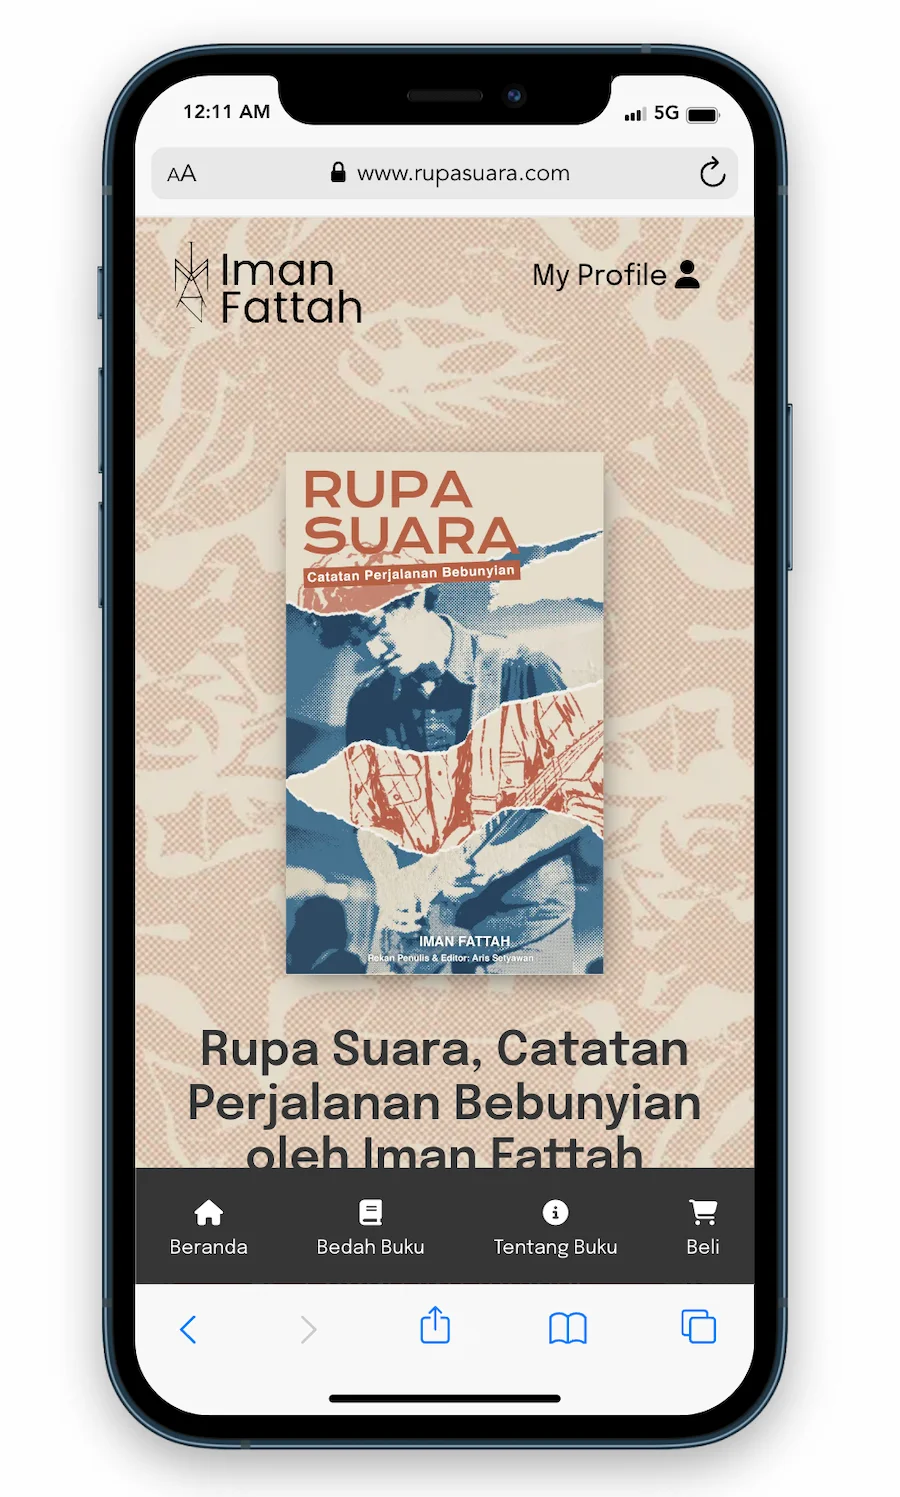 12:11 AM
5G
AA
www.rupasuara.com
Iman
Fattah
My Profile
RUPA
SUARA
Catatan Perjalanan Bebunyian
IMAN FATTAH
Rekan Penulis & Editor: Aris Setyawan
Rupa Suara, Catatan
Perjalanan Bebunyian
oleh Iman Fattah
Beranda
Bedah Buku
Tentang Buku
Beli